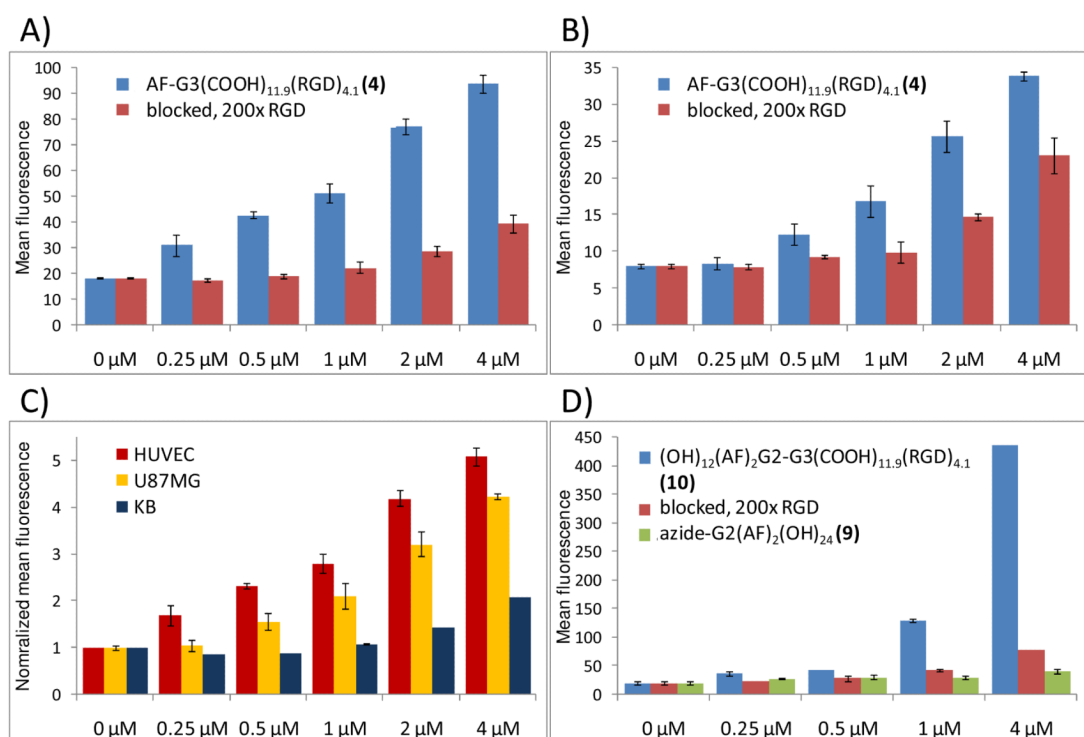 A)
AF-G3(COOH)11.9(RGD)4.1 (4)
blocked, 200x RGD
Mean fluorescence
100
90
80
70
60
50
40
30
20
10
0
0 µM 0.25 µM 0.5 µM 1 µM 2 µM 4 µM
B)
AF-G3(COOH)11.9(RGD)4.1 (4)
blocked, 200x RGD
Mean fluorescence
35
30
25
20
15
10
5
0
0 µM 0.25 µM 0.5 µM 1 µM 2 µM 4 µM
C)
HUVEC
U87MG
KB
Nomralized mean fluorescence
5
4
3
2
1
0
0 µM 0.25 µM 0.5 µM 1 µM 2 µM 4 µM
D)
(OH)12(AF)2G2-G3(COOH)11.9(RGD)4.1
(10)
blocked, 200x RGD
azide-G2(AF)2(OH)24 (9)
Mean fluorescence
450
400
350
300
250
200
150
100
50
0
0 µM 0.25 µM 0.5 µM 1 µM 4 µM